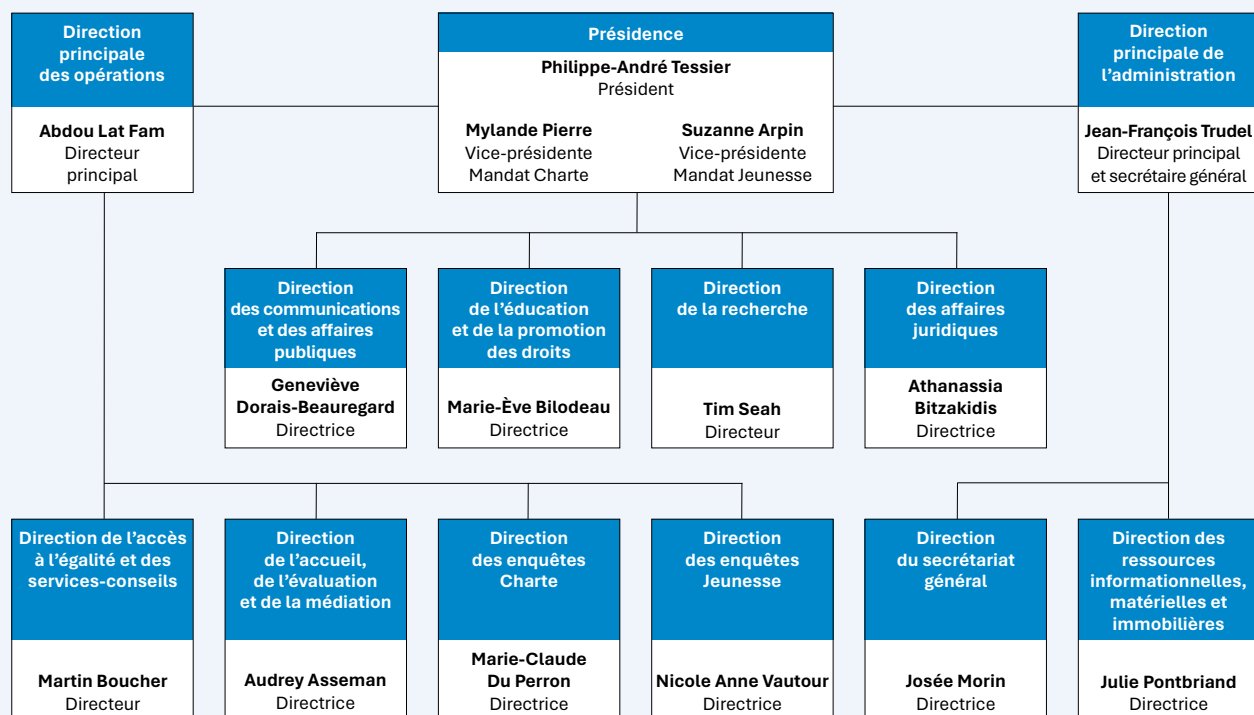 Direction
principale
des opérations
Abdou Lat Fam
Directeur
principal
Présidence
Philippe-André Tessier
Président
Mylande Pierre
Vice-présidente
Mandat Charte
Suzanne Arpin
Vice-présidente
Mandat Jeunesse
Direction
principale de
l’administration
Jean-François Trudel
Directeur principal
et secrétaire général
Direction
des communications
et des affaires
publiques
Geneviève
Dorais-Beauregard
Directrice
Direction
de l’éducation
et de la promotion
des droits
Marie-Ève Bilodeau
Directrice
Direction
de la recherche
Tim Seah
Directeur
Direction
des affaires
juridiques
Athanassia
Bitzakidis
Directrice
Direction de l’accès
à l’égalité et des
services-conseils
Martin Boucher
Directeur
Direction
de l’accueil,
de l’évaluation
et de la médiation
Audrey Asseman
Directrice
Direction
des enquêtes
Charte
Marie-Claude
Du Perron
Directrice
Direction
des enquêtes
Jeunesse
Nicole Anne Vautour
Directrice
Direction
du secrétariat
général
Josée Morin
Directrice
Direction des
ressources
informationnelles,
matérielles et
immobilières
Julie Pontbriand
Directrice